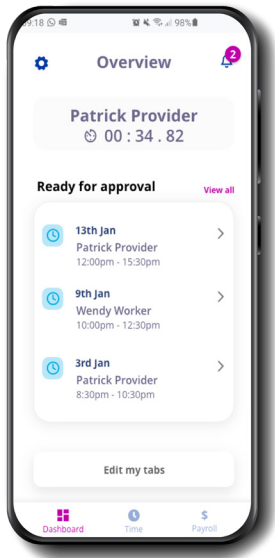 9:18 98%
Overview
2
Patrick Provider
00 : 34 . 82
Ready for approval
View all
13th Jan
Patrick Provider
12:00pm - 15:30pm
9th Jan
Wendy Worker
10:00pm - 12:30pm
3rd Jan
Patrick Provider
8:30pm - 10:30pm
Edit my tabs
Dashboard Time Payroll